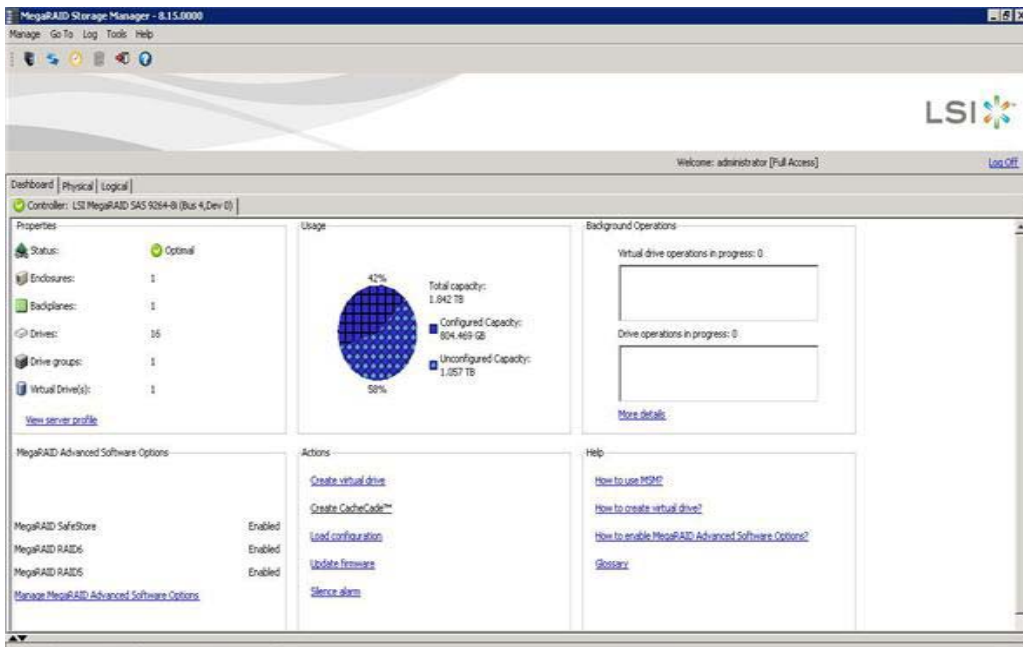 MegaRAID Storage Manager - 8.15.0000
Manage Go To Log Tools Help
LSI
Welcome: administrator [Full Access]
Log Off
Dashboard Physical Logical
Controller: LSI MegaRAID SAS 9264-8i (Bus 4,Dev 0)
Properties
Status: Optimal
Enclosures: 1
Backplanes: 1
Drives: 16
Drive groups: 1
Virtual Drive(s): 1
View server profile
Usage
42%
58%
Total capacity:
1.842 TB
Configured Capacity:
804.469 GB
Unconfigured Capacity:
1.057 TB
Background Operations
Virtual drive operations in progress: 0
Drive operations in progress: 0
More details
MegaRAID Advanced Software Options
MegaRAID SafeStore Enabled
MegaRAID RAID6 Enabled
MegaRAID RAID5 Enabled
Manage MegaRAID Advanced Software Options
Actions
Create virtual drive
Create CacheCade™
Load configuration
Update firmware
Silence alarm
Help
How to use MSM?
How to create virtual drive?
How to enable MegaRAID Advanced Software Options?
Glossary